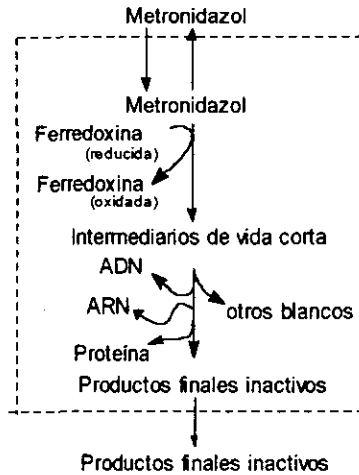 Metronidazol
Metronidazol
Ferredoxina
(reducida)
Ferredoxina
(oxidada)
Intermediarios de vida corta
ADN
ARN
otros blancos
Proteína
Productos finales inactivos
Productos finales inactivos